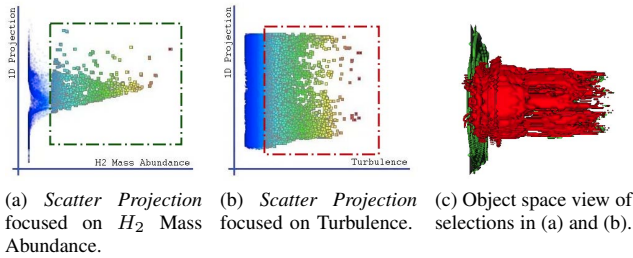 1D Projection
H2 Mass Abundance
1D Projection
Turbulence
(a) Scatter Projection
focused on H2 Mass
Abundance.
(b) Scatter Projection
focused on Turbulence.
(c) Object space view of
selections in (a) and (b).